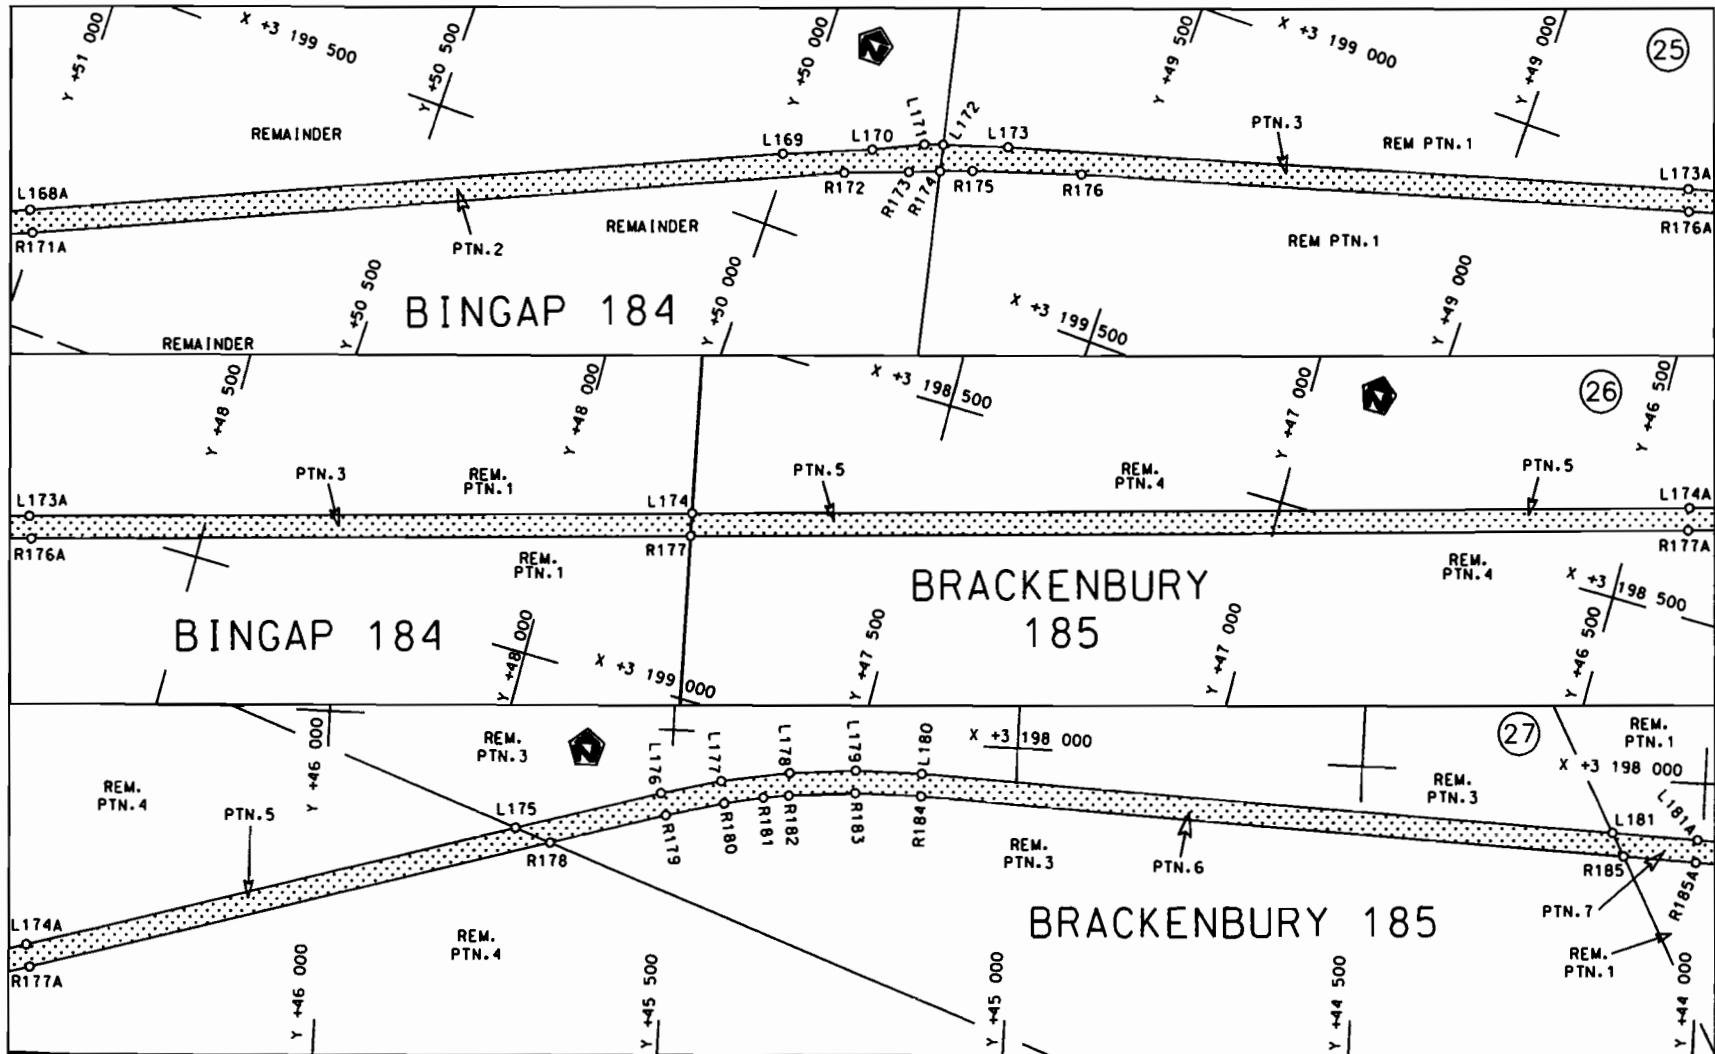 Y +51 000
X +3 199 500
Y +50 500
Y +50 000
N
Y +49 500
X +3 199 000
Y +49 000
25
REMAINDER
L169
L170
L171
L172
L173
PTN.3
REM PTN.1
L173A
L168A
R171A
PTN.2
REMAINDER
R172
R173
R174
R175
R176
REM PTN.1
R176A
REMAINDER
Y +50 500
BINGAP 184
Y +50 000
X +3 199 500
Y +49 000
Y +48 500
Y +48 000
X +3 198 500
Y +47 000
N
26
Y +46 500
L173A
PTN.3
REM.
PTN.1
L174
PTN.5
REM.
PTN.4
PTN.5
L174A
R176A
REM.
PTN.1
R177
REM.
PTN.4
R177A
BINGAP 184
Y +48 000
X +3 199 000
BRACKENBURY
185
Y +47 500
Y +47 000
X +3 198 500
Y +46 500
REM.
PTN.4
PTN.5
Y +46 000
REM.
PTN.3
N
L175
L176
L177
L178
L179
L180
X +3 198 000
27
REM.
PTN.1
X +3 198 000
REM.
PTN.3
L181
L181A
L174A
R177A
R178
R179
R180
R181
R182
R183
R184
REM.
PTN.3
PTN.6
R185
R185A
PTN.7
REM.
PTN.1
REM.
PTN.4
BRACKENBURY 185
Y +46 000
Y +45 500
Y +45 000
Y +44 500
Y +44 000